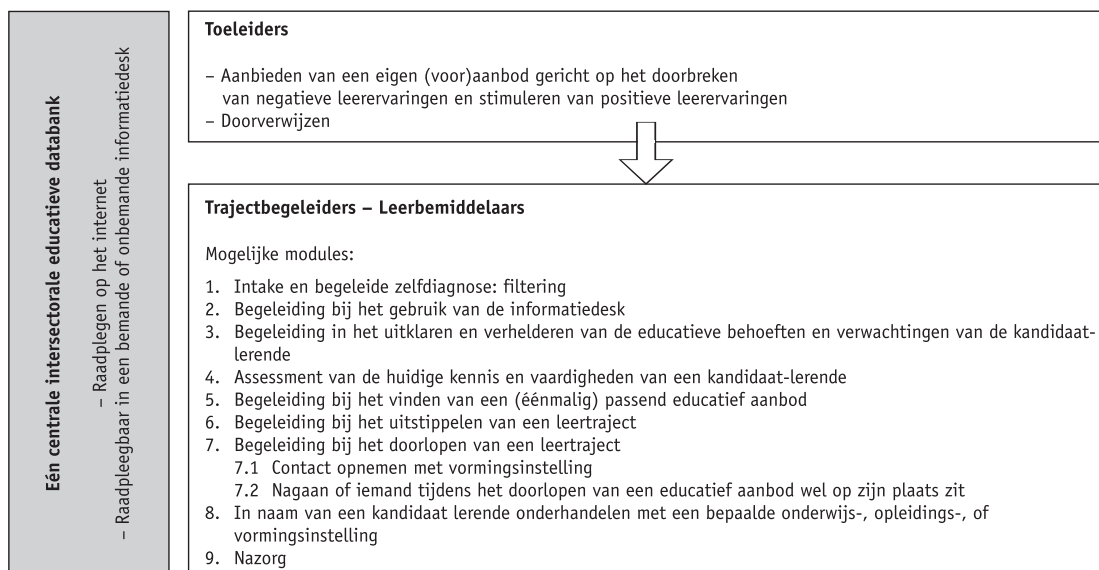 Eén centrale intersectorale educatieve databank
– Raadplegen op het internet
– Raadpleegbaar in een bemande of onbemande informatiedesk
Toeleiders
– Aanbieden van een eigen (voor)aanbod gericht op het doorbreken
van negatieve leerervaringen en stimuleren van positieve leerervaringen
– Doorverwijzen
Trajectbegeleiders – Leerbemiddelaars
Mogelijke modules:
1. Intake en begeleide zelfdiagnose: filtering
2. Begeleiding bij het gebruik van de informatiedesk
3. Begeleiding in het uitklaren en verhelderen van de educatieve behoeften en verwachtingen van de kandidaat-
lerende
4. Assessment van de huidige kennis en vaardigheden van een kandidaat-lerende
5. Begeleiding bij het vinden van een (éénmalig) passend educatief aanbod
6. Begeleiding bij het uitstippelen van een leertraject
7. Begeleiding bij het doorlopen van een leertraject
7.1 Contact opnemen met vormingsinstelling
7.2 Nagaan of iemand tijdens het doorlopen van een educatief aanbod wel op zijn plaats zit
8. In naam van een kandidaat lerende onderhandelen met een bepaalde onderwijs-, opleidings-, of
vormingsinstelling
9. Nazorg